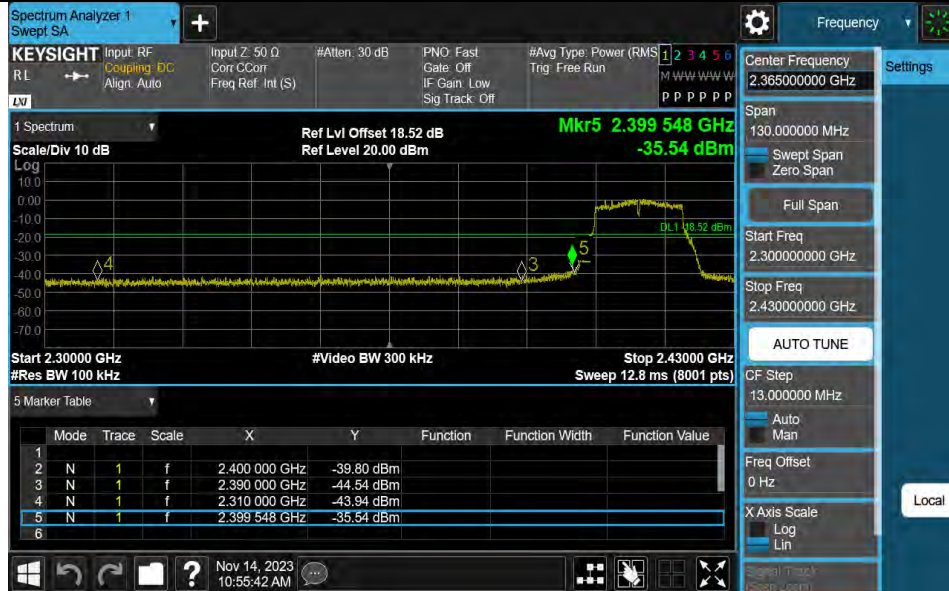 Spectrum Analyzer 1
Swept SA
+
Frequency
KEYSIGHT
RL
LXI
Input: RF
Coupling: DC
Align: Auto
Input Z: 50 Ω
Corr CCorr
Freq Ref: Int (S)
#Atten: 30 dB
PNO: Fast
Gate: Off
IF Gain: Low
Sig Track: Off
#Avg Type: Power (RMS
Trig: Free Run
1 2 3 4 5 6
M W W W W W
P P P P P P
1 Spectrum
Scale/Div 10 dB
Ref Lvl Offset 18.52 dB
Ref Level 20.00 dBm
Mkr5 2.399 548 GHz
-35.54 dBm
Log
10.0
0.00
-10.0
-20.0
-30.0
-40.0
-50.0
-60.0
-70.0
DL1 -18.52 dBm
4
3
5
Start 2.30000 GHz
#Video BW 300 kHz
Stop 2.43000 GHz
#Res BW 100 kHz
Sweep 12.8 ms (8001 pts)
5 Marker Table
Mode Trace Scale X Y Function Function Width Function Value
1
2 N 1 f 2.400 000 GHz -39.80 dBm
3 N 1 f 2.390 000 GHz -44.54 dBm
4 N 1 f 2.310 000 GHz -43.94 dBm
5 N 1 f 2.399 548 GHz -35.54 dBm
6
?
Nov 14, 2023
10:55:42 AM
Center Frequency
2.365000000 GHz
Span
130.000000 MHz
Swept Span
Zero Span
Full Span
Start Freq
2.300000000 GHz
Stop Freq
2.430000000 GHz
AUTO TUNE
CF Step
13.000000 MHz
Auto
Man
Freq Offset
0 Hz
X Axis Scale
Log
Lin
Signal Track
(Span Zoom)
Settings
Local